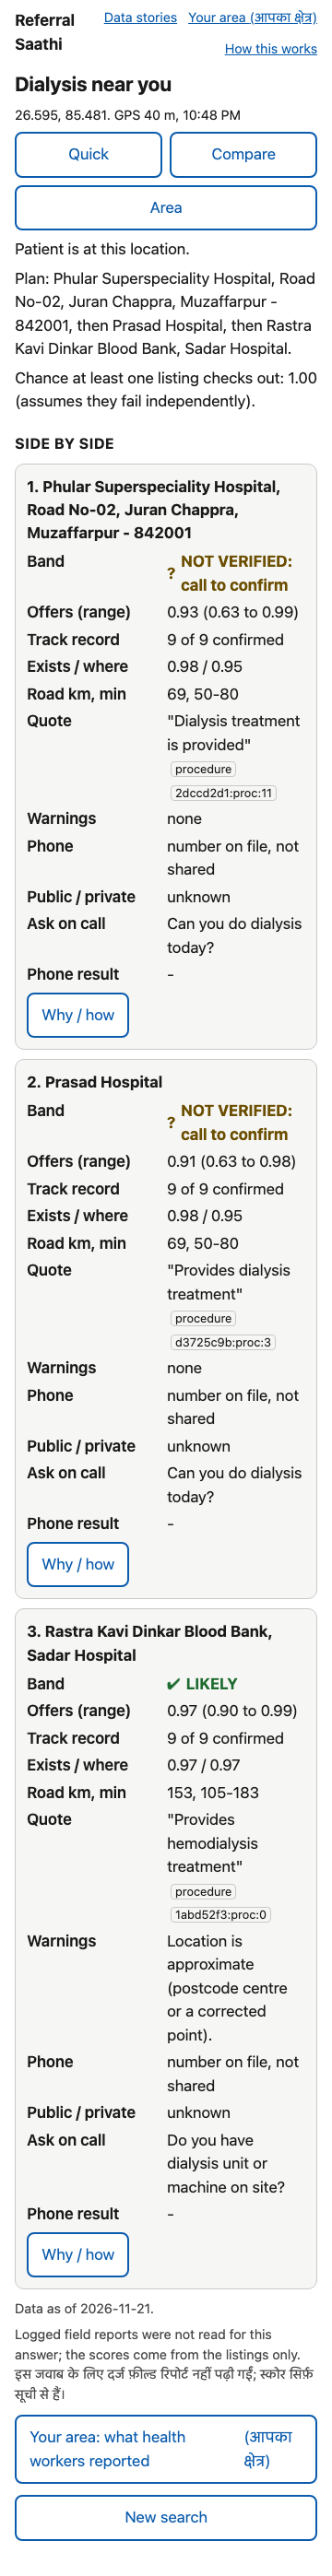 Referral Saathi
Data stories Your area (आपका क्षेत्र)
How this works
Dialysis near you
26.595, 85.481. GPS 40 m, 10:48 PM
Quick
Compare
Area
Patient is at this location.
Plan: Phular Superspeciality Hospital, Road
No-02, Juran Chappra, Muzaffarpur -
842001, then Prasad Hospital, then Rastra
Kavi Dinkar Blood Bank, Sadar Hospital.
Chance at least one listing checks out: 1.00
(assumes they fail independently).
SIDE BY SIDE
1. Phular Superspeciality Hospital,
Road No-02, Juran Chappra,
Muzaffarpur - 842001
Band ? NOT VERIFIED:
call to confirm
Offers (range) 0.93 (0.63 to 0.99)
Track record 9 of 9 confirmed
Exists / where 0.98 / 0.95
Road km, min 69, 50-80
Quote "Dialysis treatment
is provided"
procedure
2dccd2d1:proc:11
Warnings none
Phone number on file, not
shared
Public / private unknown
Ask on call Can you do dialysis
today?
Phone result -
Why / how
2. Prasad Hospital
Band ? NOT VERIFIED:
call to confirm
Offers (range) 0.91 (0.63 to 0.98)
Track record 9 of 9 confirmed
Exists / where 0.98 / 0.95
Road km, min 69, 50-80
Quote "Provides dialysis
treatment"
procedure
d3725c9b:proc:3
Warnings none
Phone number on file, not
shared
Public / private unknown
Ask on call Can you do dialysis
today?
Phone result -
Why / how
3. Rastra Kavi Dinkar Blood Bank,
Sadar Hospital
Band ✔ LIKELY
Offers (range) 0.97 (0.90 to 0.99)
Track record 9 of 9 confirmed
Exists / where 0.97 / 0.97
Road km, min 153, 105-183
Quote "Provides
hemodialysis
treatment"
procedure
1abd52f3:proc:0
Warnings Location is
approximate
(postcode centre
or a corrected
point).
Phone number on file, not
shared
Public / private unknown
Ask on call Do you have
dialysis unit or
machine on site?
Phone result -
Why / how
Data as of 2026-11-21.
Logged field reports were not read for this
answer; the scores come from the listings only.
इस जवाब के लिए दर्ज फ़ील्ड रिपोर्ट नहीं पढ़ी गईं; स्कोर सिर्फ़
सूची से हैं।
Your area: what health
workers reported
(आपका
क्षेत्र)
New search